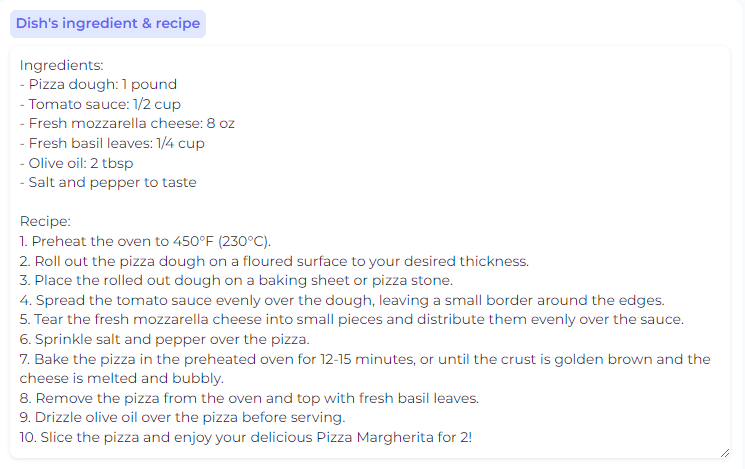 Dish's ingredient & recipe
Ingredients:
- Pizza dough: 1 pound
- Tomato sauce: 1/2 cup
- Fresh mozzarella cheese: 8 oz
- Fresh basil leaves: 1/4 cup
- Olive oil: 2 tbsp
- Salt and pepper to taste
Recipe:
1. Preheat the oven to 450°F (230°C).
2. Roll out the pizza dough on a floured surface to your desired thickness.
3. Place the rolled out dough on a baking sheet or pizza stone.
4. Spread the tomato sauce evenly over the dough, leaving a small border around the edges.
5. Tear the fresh mozzarella cheese into small pieces and distribute them evenly over the sauce.
6. Sprinkle salt and pepper over the pizza.
7. Bake the pizza in the preheated oven for 12-15 minutes, or until the crust is golden brown and the
cheese is melted and bubbly.
8. Remove the pizza from the oven and top with fresh basil leaves.
9. Drizzle olive oil over the pizza before serving.
10. Slice the pizza and enjoy your delicious Pizza Margherita for 2!